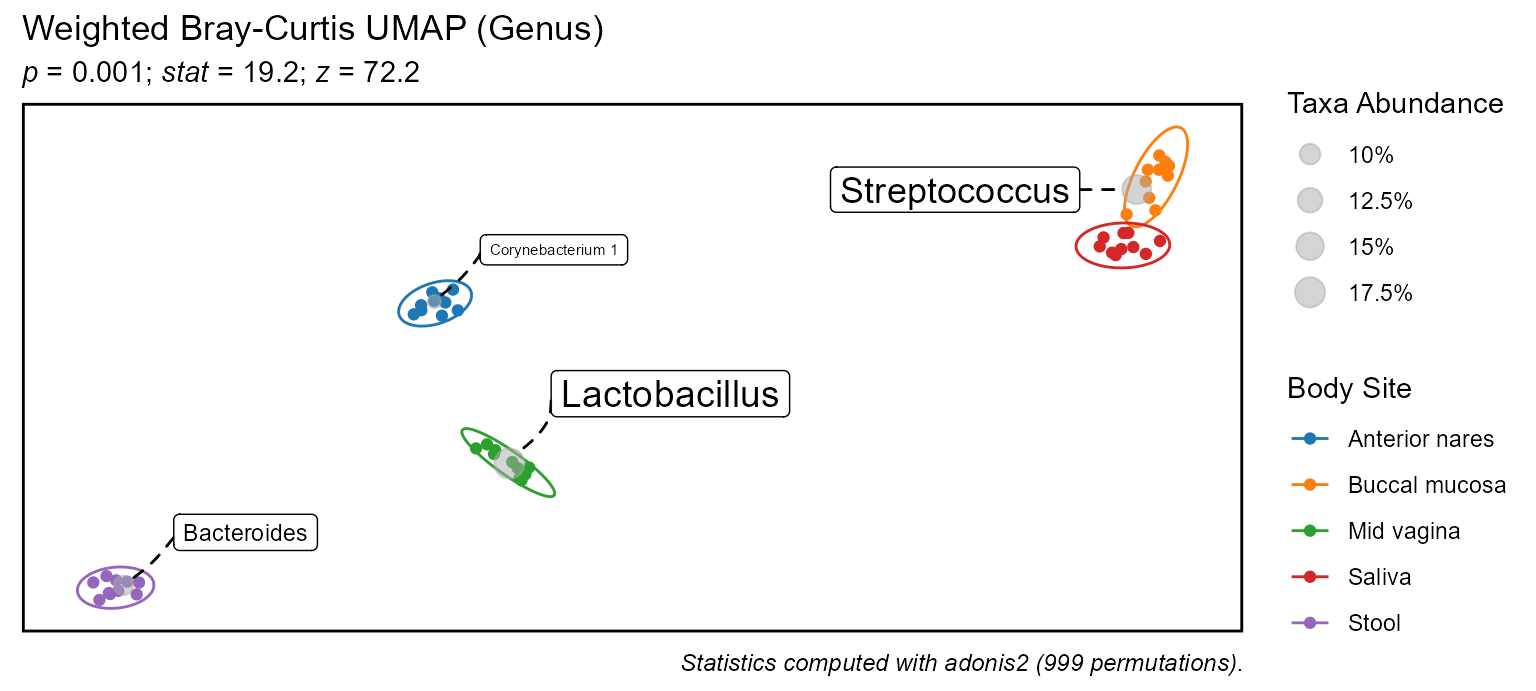 Weighted Bray-Curtis UMAP (Genus)
p = 0.001; stat = 19.2; z = 72.2
Streptococcus
Corynebacterium 1
Lactobacillus
Bacteroides
Taxa Abundance
10%
12.5%
15%
17.5%
Body Site
Anterior nares
Buccal mucosa
Mid vagina
Saliva
Stool
Statistics computed with adonis2 (999 permutations).